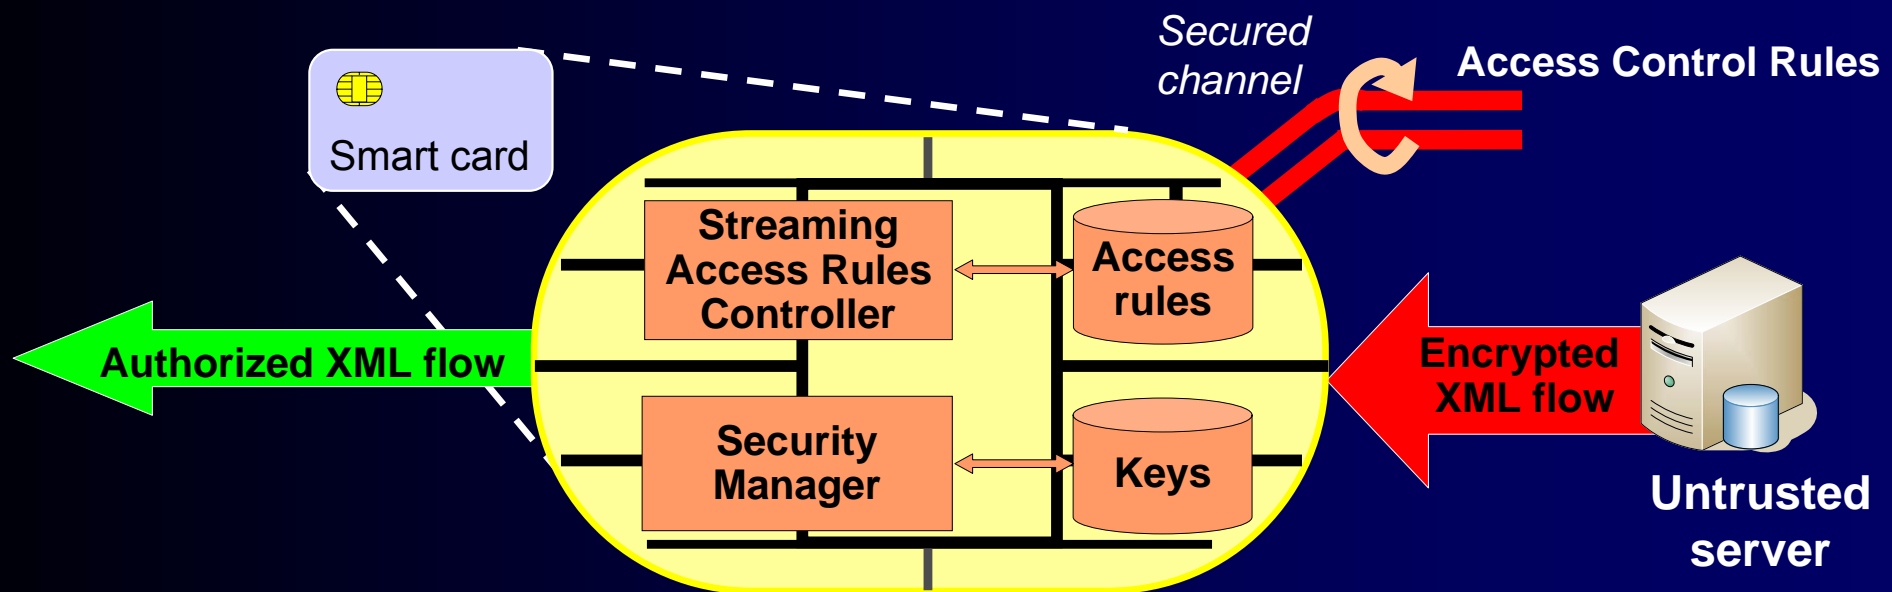 Secured
channel
Access Control Rules
Smart card
Streaming
Access Rules
Controller
Access
rules
Authorized XML flow
Encrypted
XML flow
Security
Manager
Keys
Untrusted
server